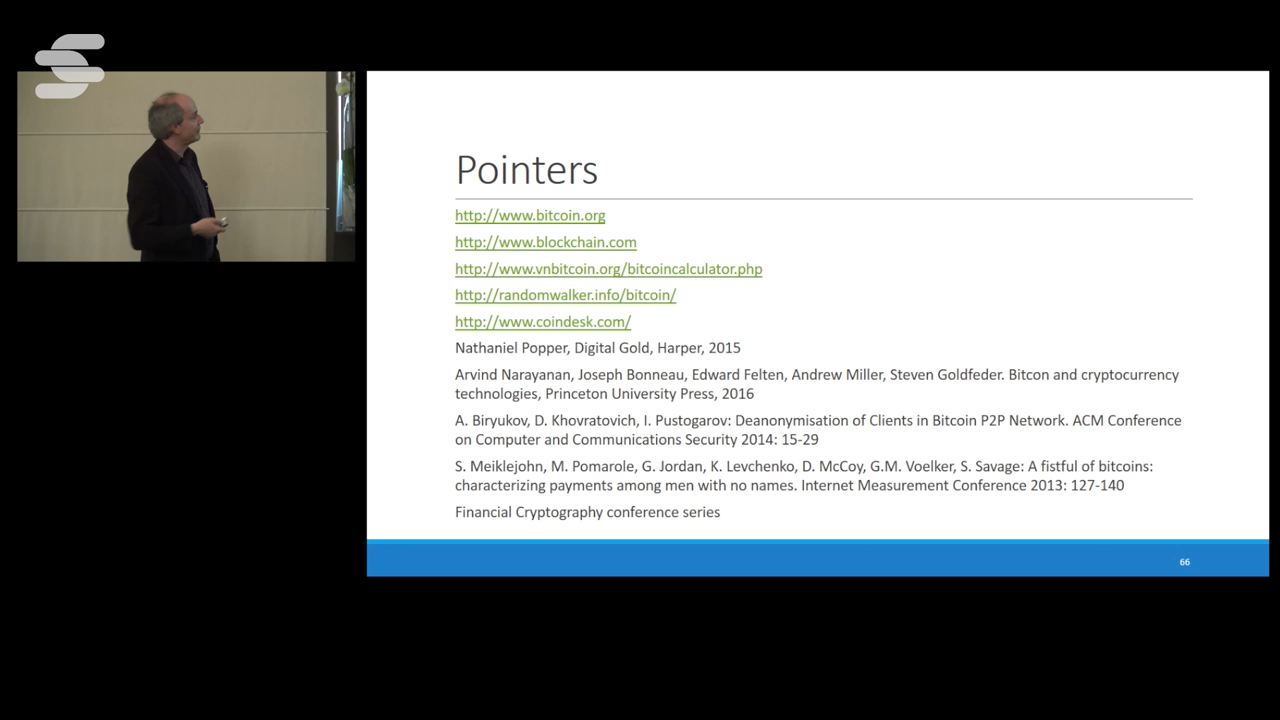 Pointers
http://www.bitcoin.org
http://www.blockchain.com
http://www.vnbitcoin.org/bitcoincalculator.php
http://randomwalker.info/bitcoin/
http://www.coindesk.com/
Nathaniel Popper, Digital Gold, Harper, 2015
Arvind Narayanan, Joseph Bonneau, Edward Felten, Andrew Miller, Steven Goldfeder. Bitcon and cryptocurrency
technologies, Princeton University Press, 2016
A. Biryukov, D. Khovratovich, I. Pustogarov: Deanonymisation of Clients in Bitcoin P2P Network. ACM Conference
on Computer and Communications Security 2014: 15-29
S. Meiklejohn, M. Pomarole, G. Jordan, K. Levchenko, D. McCoy, G.M. Voelker, S. Savage: A fistful of bitcoins:
characterizing payments among men with no names. Internet Measurement Conference 2013: 127-140
Financial Cryptography conference series
66